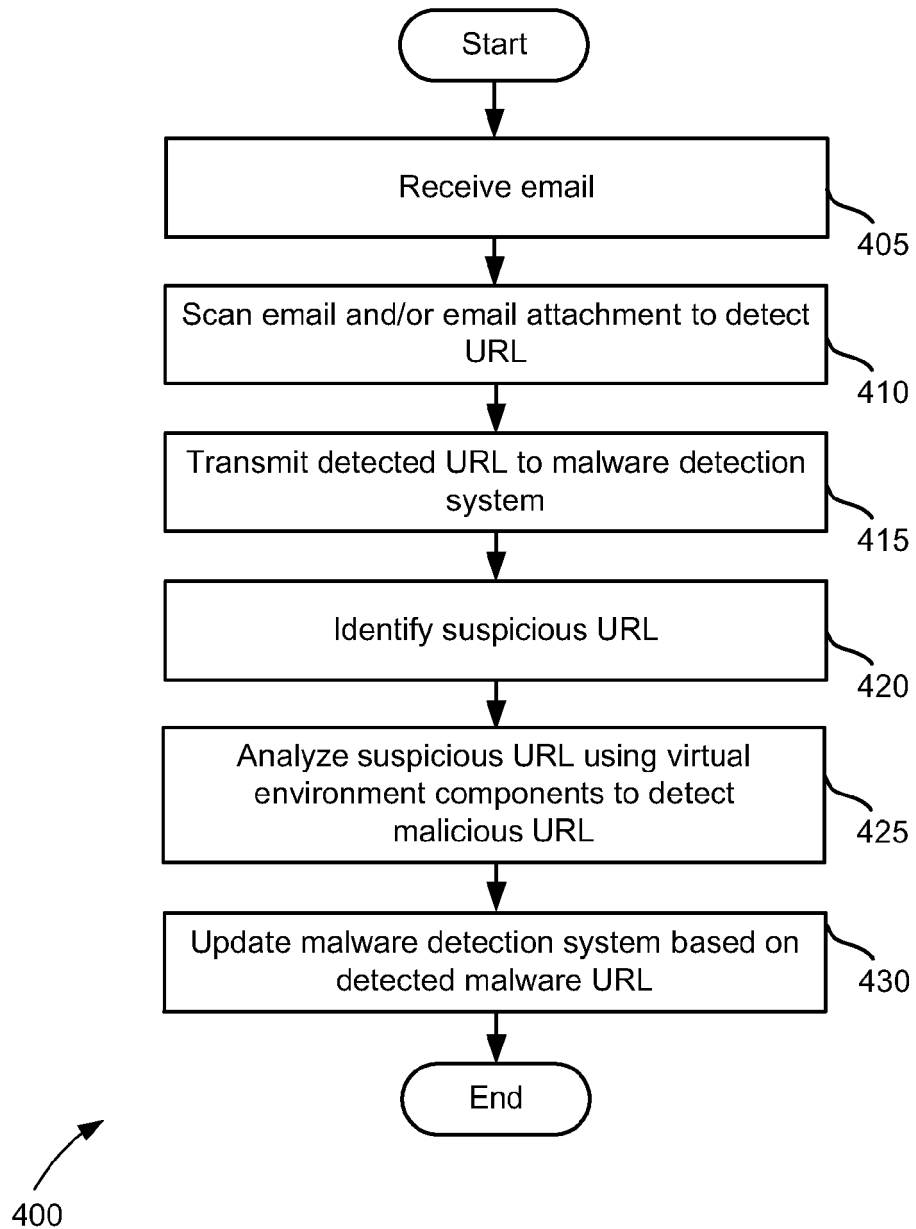 Start
Receive email
405
Scan email and/or email attachment to detect
URL
410
Transmit detected URL to malware detection
system
415
Identify suspicious URL
420
Analyze suspicious URL using virtual
environment components to detect
malicious URL
425
Update malware detection system based on
detected malware URL
430
End
400